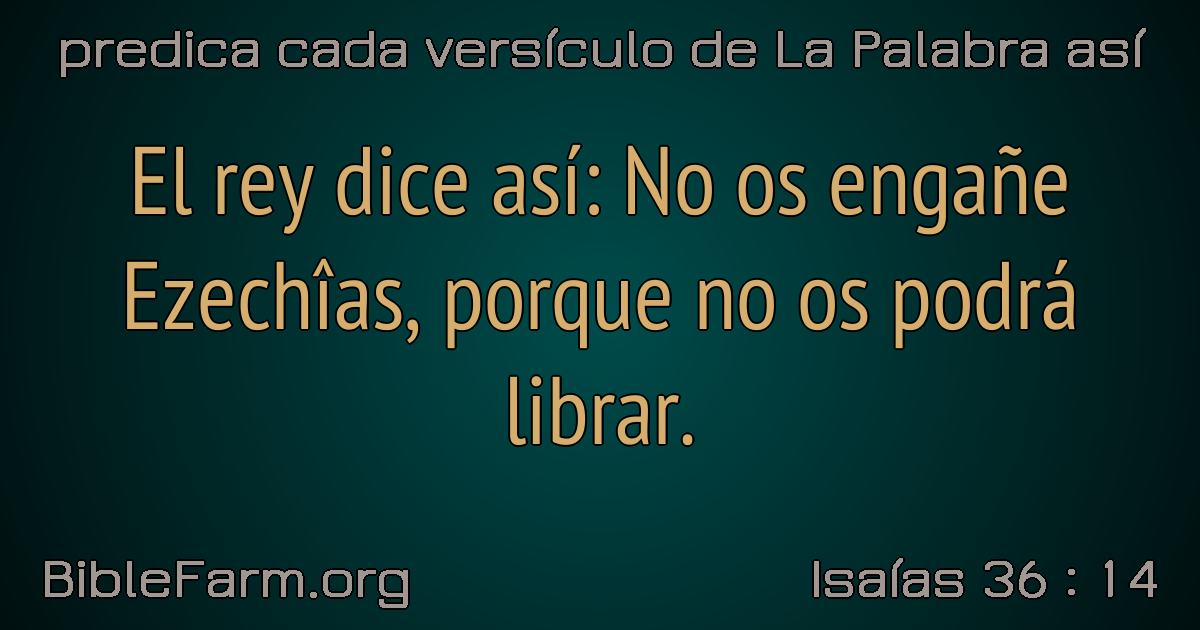 predica cada versículo de La Palabra así
El rey dice así: No os engañe
Ezechîas, porque no os podrá
librar.
BibleFarm.org
Isaías 36 : 14